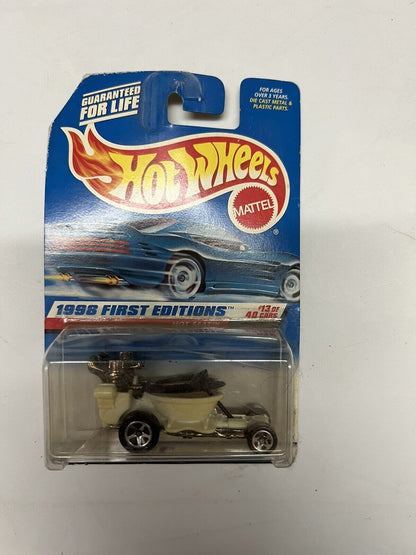 GUARANTEED
FOR LIFE
FOR AGES
OVER 3 YEARS.
DIE CAST METAL &
PLASTIC PARTS.
HOT WHEELS
MATTEL
®
1998 FIRST EDITIONS™
#13 OF
40 CARS